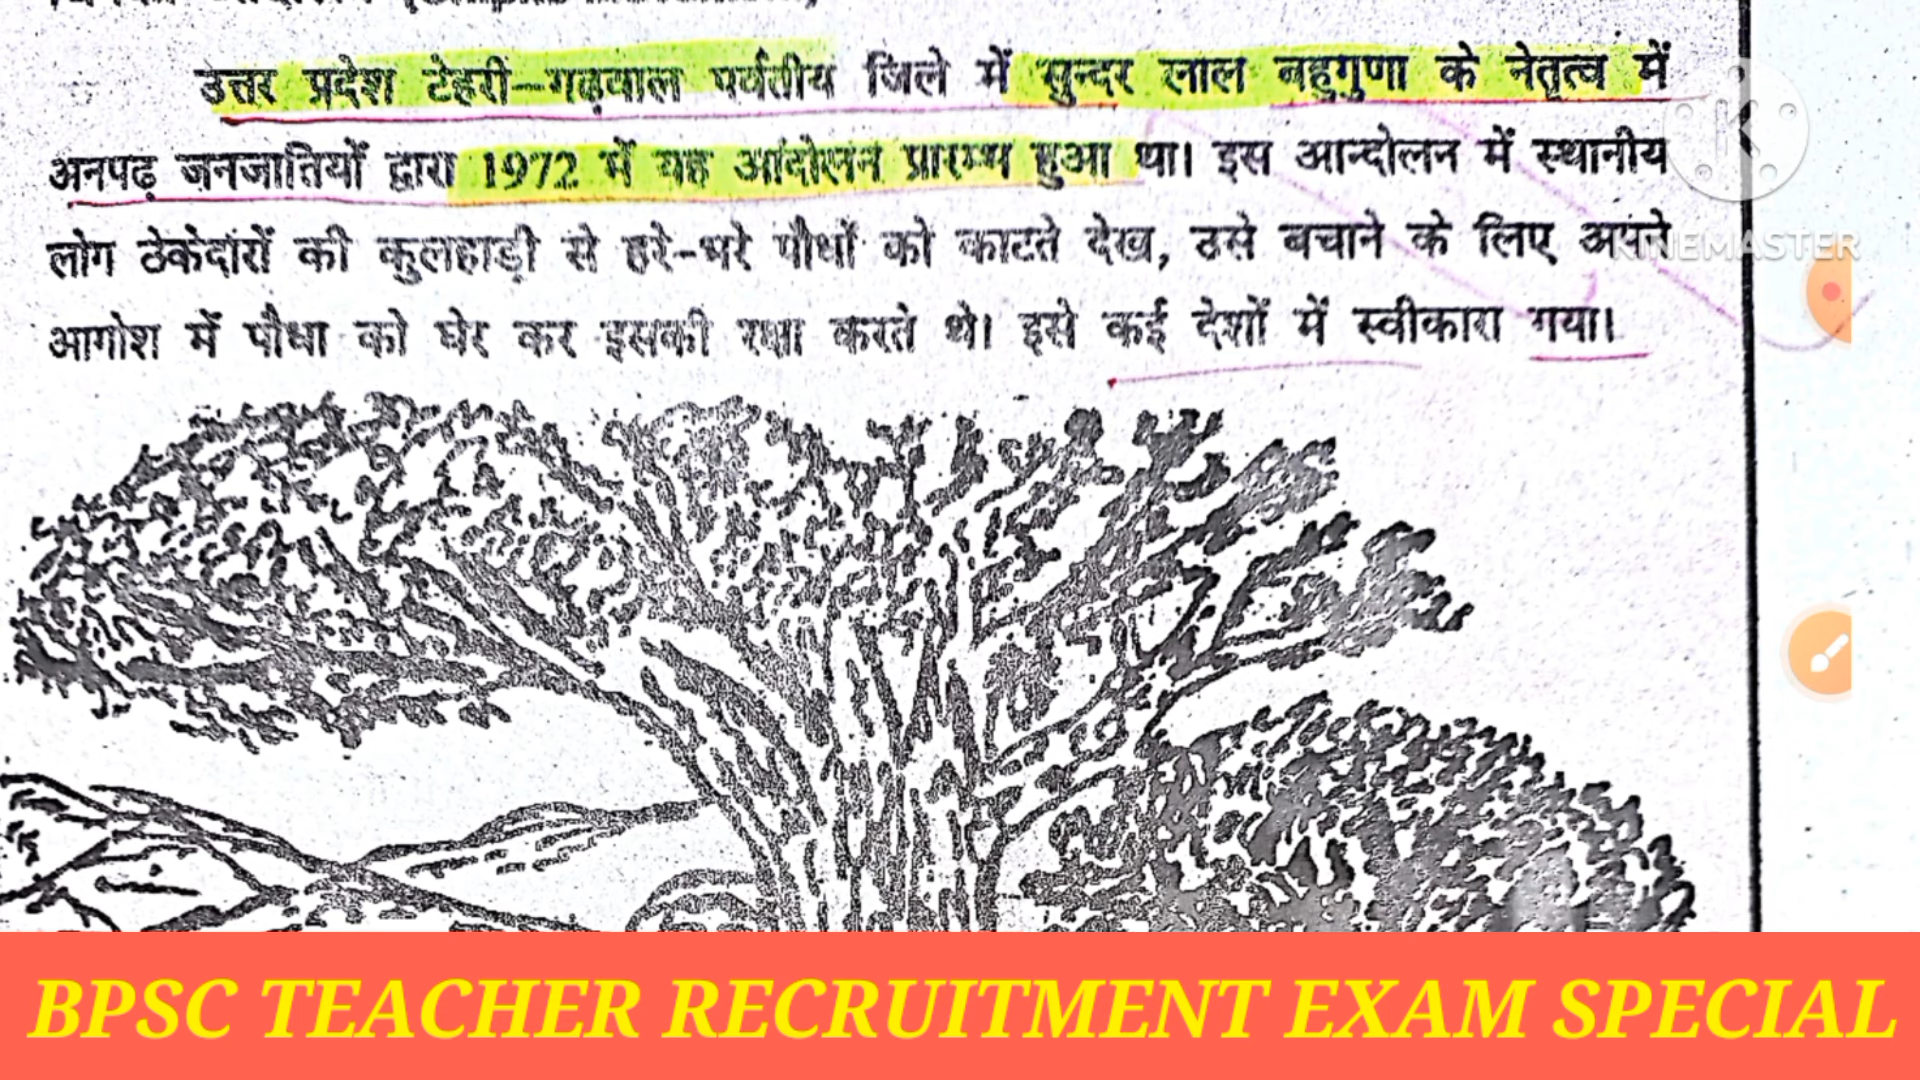 उत्तर प्रदेश टेहरी-गढ़वाल पर्वतीय जिले में सुन्दर लाल बहुगुणा के नेतृत्व में
अनपढ़ जनजातियों द्वारा 1972 में यह आंदोलन प्रारम्भ हुआ था। इस आन्दोलन में स्थानीय
लोग ठेकेदारों की कुलहाड़ी से हरे-भरे पौधों को काटते देख, उसे बचाने के लिए अपने
आगोश में पौधा को घेर कर इसकी रक्षा करते थे। इसे कई देशों में स्वीकारा गया।
K
KINEMASTER
BPSC TEACHER RECRUITMENT EXAM SPECIAL